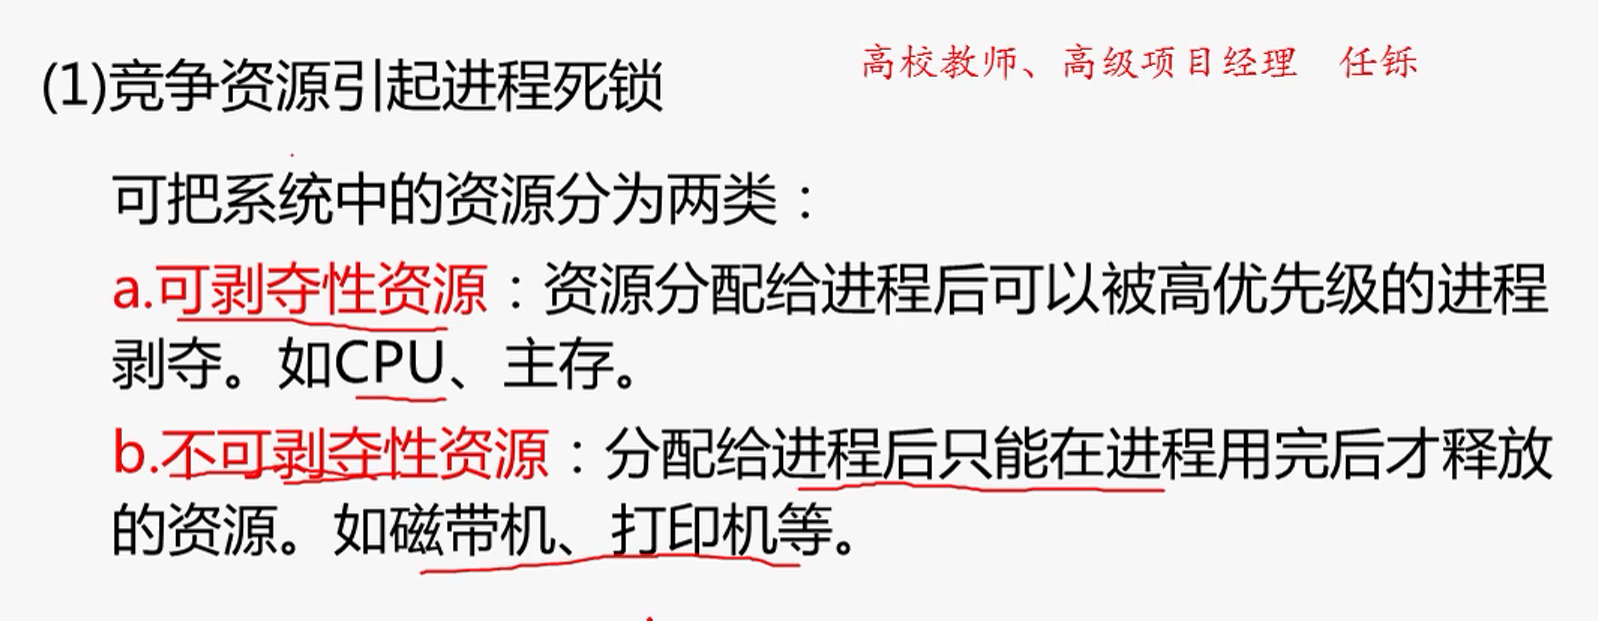 高校教师、高级项目经理 任铄
(1)竞争资源引起进程死锁
可把系统中的资源分为两类：
a.可剥夺性资源：资源分配给进程后可以被高优先级的进程
剥夺。如CPU、主存。
b.不可剥夺性资源：分配给进程后只能在进程用完后才释放
的资源。如磁带机、打印机等。